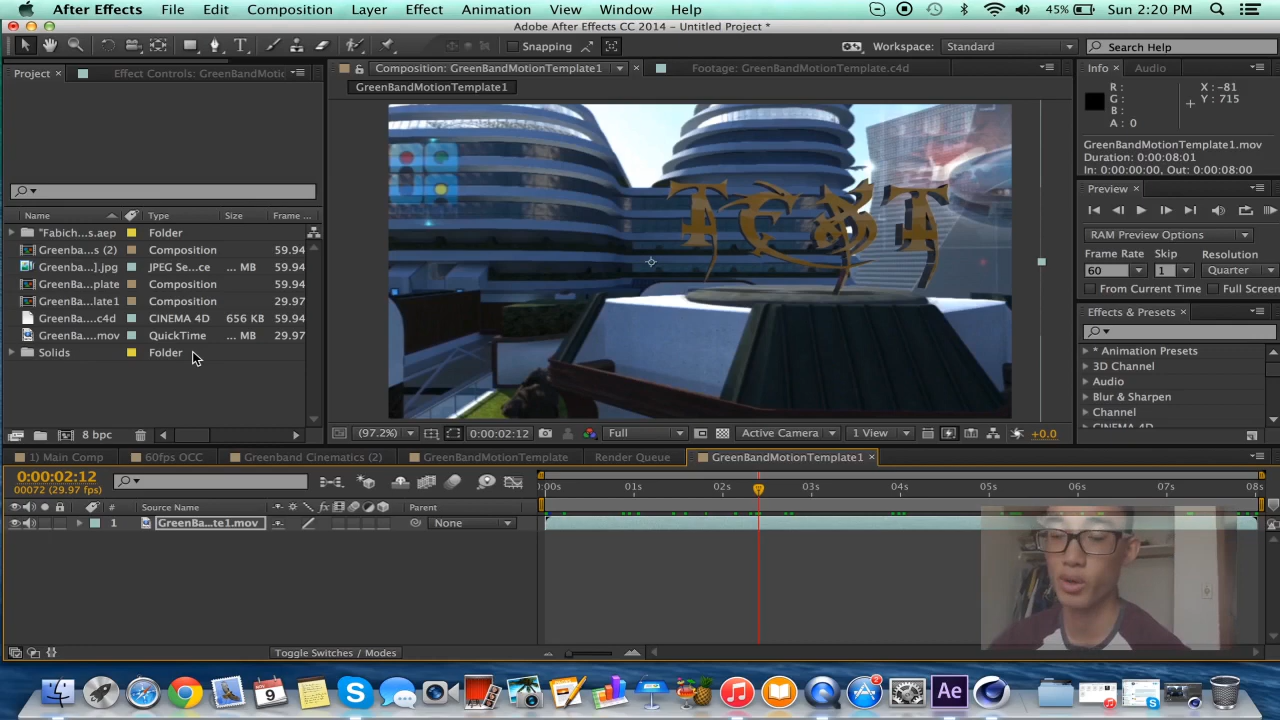 After Effects File Edit Composition Layer Effect Animation View Window Help 45% Sun 2:20 PM
Adobe After Effects CC 2014 - Untitled Project *
Snapping Workspace: Standard Search Help
Project × Effect Controls: GreenBandMotio Composition: GreenBandMotionTemplate1 Footage: GreenBandMotionTemplate.c4d Info × Audio
GreenBandMotionTemplate1
R: X: -81
G: Y: 715
B:
A: 0
GreenBandMotionTemplate1.mov
Duration: 0:00:08:01
In: 0:00:00:00, Out: 0:00:08:00
Preview ×
Name Type Size Frame ...
"Fabich...s.aep Folder
Greenba...s (2) Composition 59.94
Greenba...].jpg JPEG Se...ce ... MB 59.94
GreenBa...plate Composition 59.94
GreenBa...late1 Composition 29.97
GreenBa....c4d CINEMA 4D 656 KB 59.94
GreenBa....mov QuickTime ... MB 29.97
Solids Folder
TEXT
RAM Preview Options
Frame Rate Skip Resolution
60 1 Quarter
From Current Time Full Screen
Effects & Presets ×
* Animation Presets
3D Channel
Audio
Blur & Sharpen
Channel
CINEMA 4D
8 bpc (97.2%) 0:00:02:12 Full Active Camera 1 View +0.0
1) Main Comp 60fps OCC Greenband Cinematics (2) GreenBandMotionTemplate Render Queue GreenBandMotionTemplate1 ×
0:00:02:12
00072 (29.97 fps)
:00s 01s 02s 03s 04s 05s 06s 07s 08s
# Source Name Parent
1 GreenBa...te1.mov None
Toggle Switches / Modes
9
2
Ae